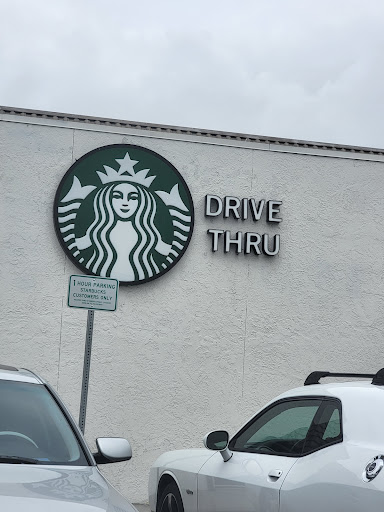 DRIVE
THRU
1 HOUR PARKING
STARBUCKS
CUSTOMERS ONLY